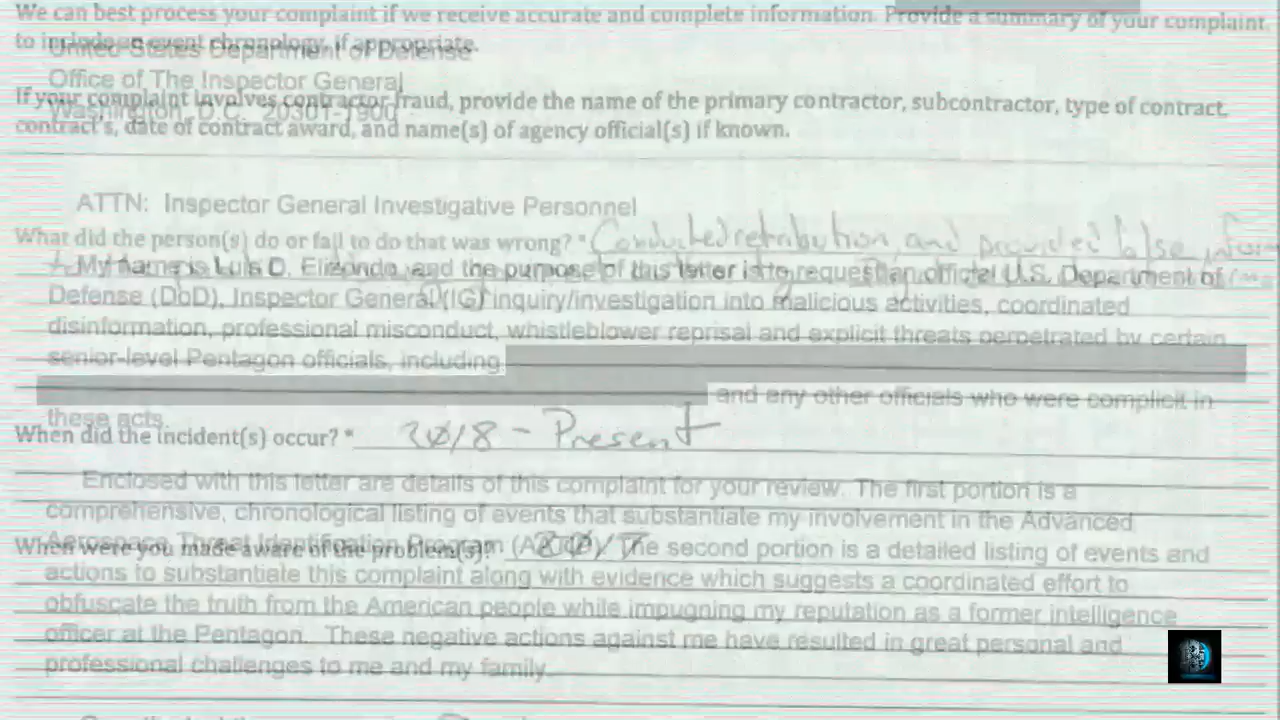 We can best process your complaint if we receive accurate and complete information. Provide a summary of your complaint,
to include an event chronology, if appropriate.
United States Department of Defense
Office of The Inspector General
If your complaint involves contractor fraud, provide the name of the primary contractor, subcontractor, type of contract,
Washington, D.C. 20301-1900
contract's, date of contract award, and name(s) of agency official(s) if known.
ATTN: Inspector General Investigative Personnel
What did the person(s) do or fail to do that was wrong? * Conducted retribution, and provided false
My name is Luis D. Elizondo, and the purpose of this letter is to request an official U.S. Department of
Defense (DoD), Inspector General (IG) inquiry/investigation into malicious activities, coordinated
disinformation, professional misconduct, whistleblower reprisal and explicit threats perpetrated by certain
senior-level Pentagon officials, including
and any other officials who were complicit in
these acts.
When did the incident(s) occur? * 2018 - Present
Enclosed with this letter are details of this complaint for your review. The first portion is a
comprehensive, chronological listing of events that substantiate my involvement in the Advanced
Aerospace Threat Identification Program
When were you made aware of the problem(s)?
The second portion is a detailed listing of events and
actions to substantiate this complaint along with evidence which suggests a coordinated effort to
obfuscate the truth from the American people while impugning my reputation as a former intelligence
officer at the Pentagon. These negative actions against me have resulted in great personal and
professional challenges to me and my family.